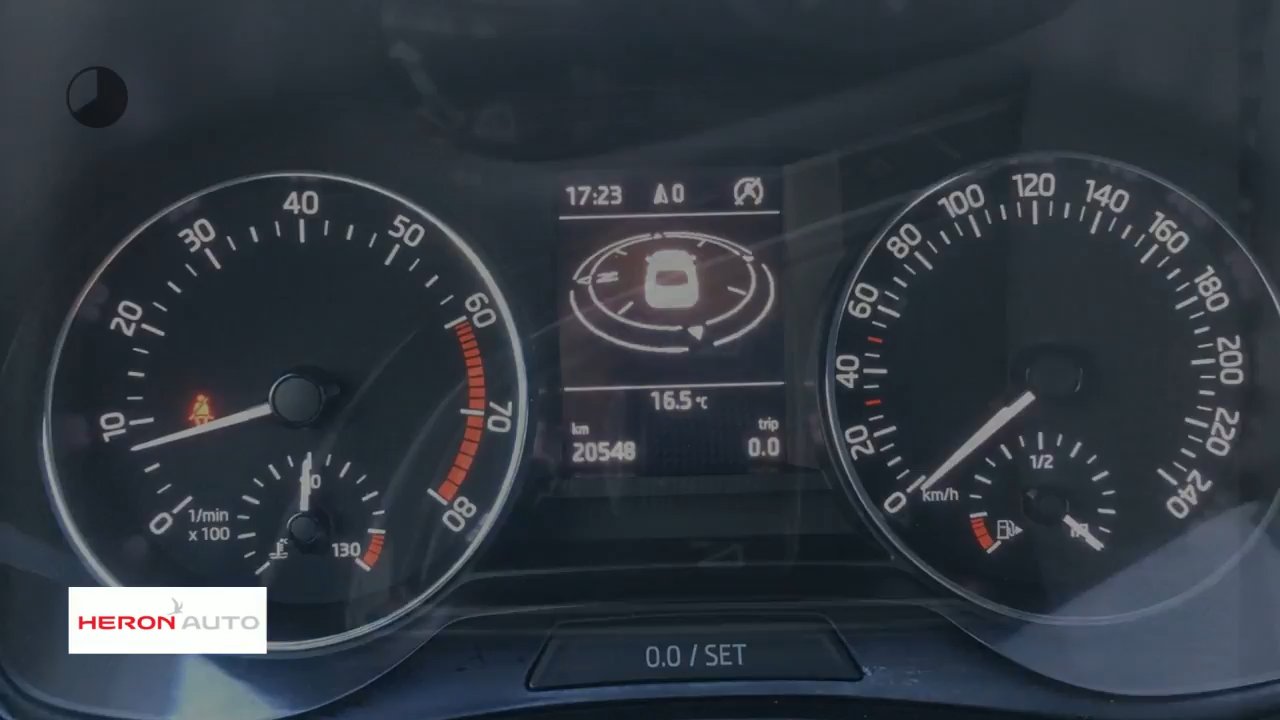 17:23 0
10 20 30 40 50 60 70 80
0
1/min
x 100
130
N
16.5 °C
km
20548
trip
0.0
0 20 40 60 80 100 120 140 160 180 200 220 240
km/h
1/2
0.0 / SET
HERON AUTO